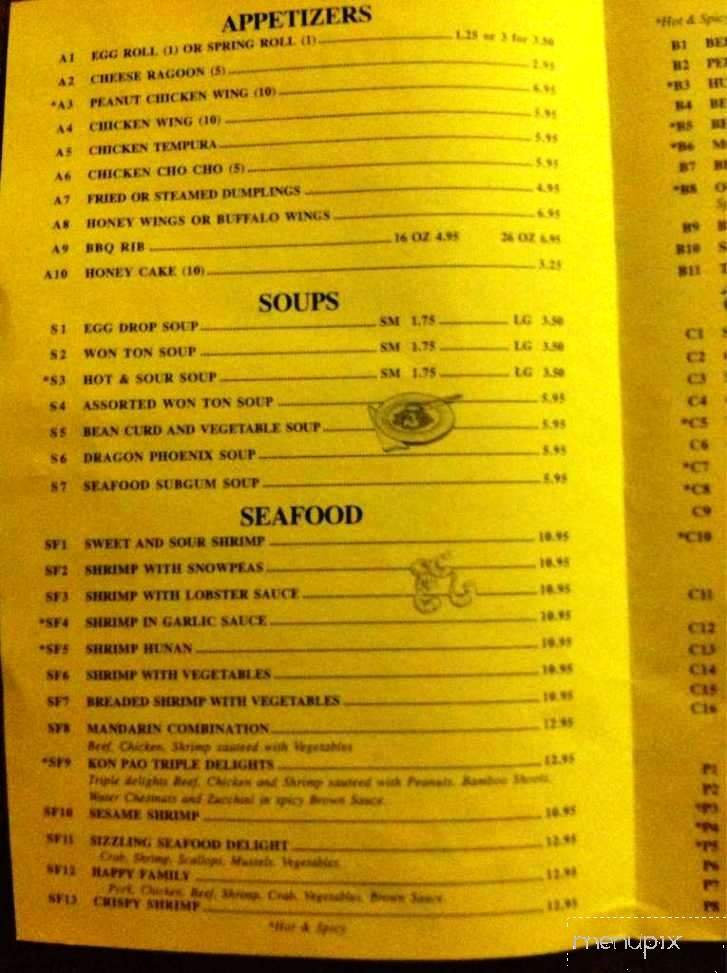 APPETIZERS
A1 EGG ROLL (1) OR SPRING ROLL (1) 1.25 or 3 for 3.50
A2 CHEESE RAGOON (5) 2.95
*A3 PEANUT CHICKEN WING (10) 6.95
A4 CHICKEN WING (10) 5.95
A5 CHICKEN TEMPURA 5.95
A6 CHICKEN CHO CHO (5) 5.95
A7 FRIED OR STEAMED DUMPLINGS 4.95
A8 HONEY WINGS OR BUFFALO WINGS 6.95
A9 BBQ RIB 16 OZ 4.95 26 OZ 6.95
A10 HONEY CAKE (10) 3.25
SOUPS
S1 EGG DROP SOUP SM 1.75 LG 3.50
S2 WON TON SOUP SM 1.75 LG 3.50
*S3 HOT & SOUR SOUP SM 1.75 LG 3.50
S4 ASSORTED WON TON SOUP 5.95
S5 BEAN CURD AND VEGETABLE SOUP 5.95
S6 DRAGON PHOENIX SOUP 5.95
S7 SEAFOOD SUBGUM SOUP 5.95
SEAFOOD
SF1 SWEET AND SOUR SHRIMP 10.95
SF2 SHRIMP WITH SNOWPEAS 10.95
SF3 SHRIMP WITH LOBSTER SAUCE 10.95
*SF4 SHRIMP IN GARLIC SAUCE 10.95
*SF5 SHRIMP HUNAN 10.95
SF6 SHRIMP WITH VEGETABLES 10.95
SF7 BREADED SHRIMP WITH VEGETABLES 10.95
SF8 MANDARIN COMBINATION 12.95
Beef, Chicken, Shrimp sauteed with Vegetables
*SF9 KON PAO TRIPLE DELIGHTS 12.95
Triple delights Beef, Chicken and Shrimp sauteed with Peanuts, Bamboo Shoots,
Water Chestnuts and Zucchini in spicy Brown Sauce.
SF10 SESAME SHRIMP 10.95
SF11 SIZZLING SEAFOOD DELIGHT 12.95
Crab, Shrimp, Scallops, Mussels, Vegetables.
SF12 HAPPY FAMILY 12.95
Pork, Chicken, Beef, Shrimp, Crab, Vegetables, Brown Sauce.
SF13 CRISPY SHRIMP 12.95
*Hot & Spicy
*Hot & Spicy
B1
B2
*B3
B4
*B5
*B6
B7
*B8
B9
B10
B11
C1
C2
C3
C4
*C5
C6
*C7
*C8
C9
*C10
C11
C12
C13
C14
C15
C16
P1
P2
*P3
*P4
*P5
P6
P7
P8
menupix